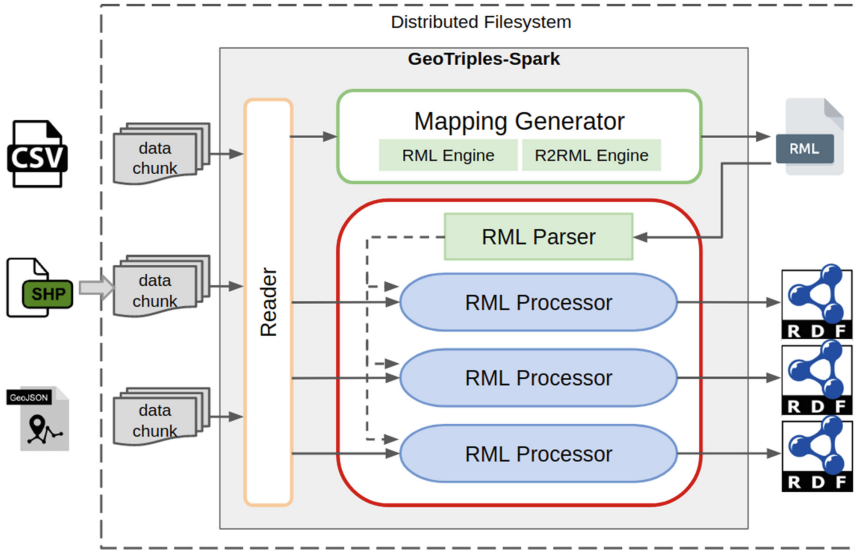 Distributed Filesystem
GeoTriples-Spark
CSV
data
chunk
Mapping Generator
RML Engine
R2RML Engine
RML
SHP
data
chunk
Reader
RML Parser
RML Processor
R D F
RML Processor
R D F
GeoJSON
data
chunk
RML Processor
R D F